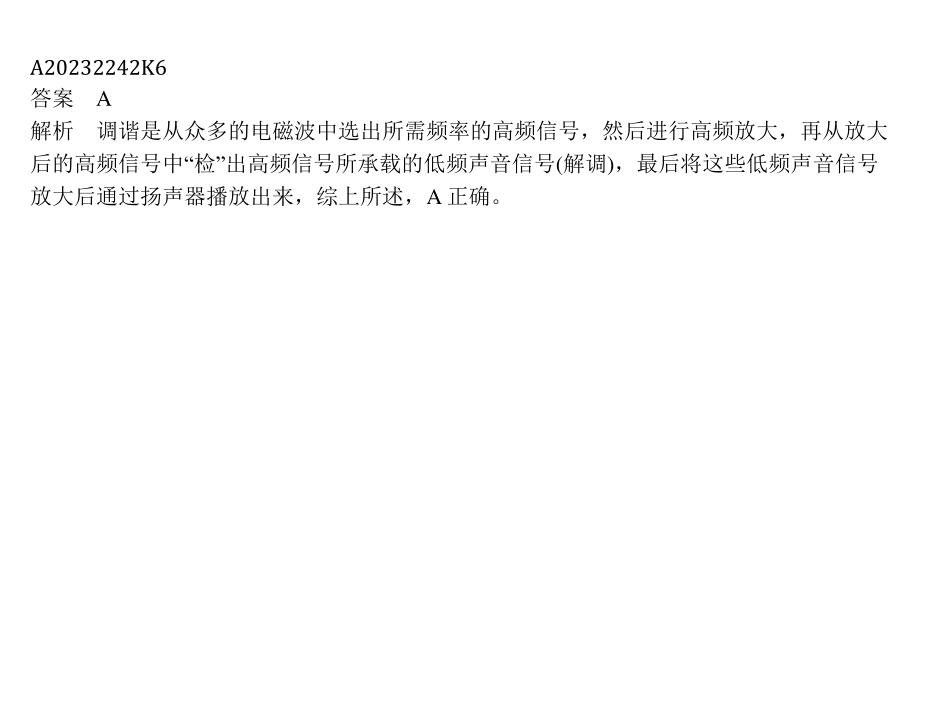 A20232242K6
答案　A
解析　调谐是从众多的电磁波中选出所需频率的高频信号，然后进行高频放大，再从放大
后的高频信号中“检”出高频信号所承载的低频声音信号(解调)，最后将这些低频声音信号
放大后通过扬声器播放出来，综上所述，A 正确。